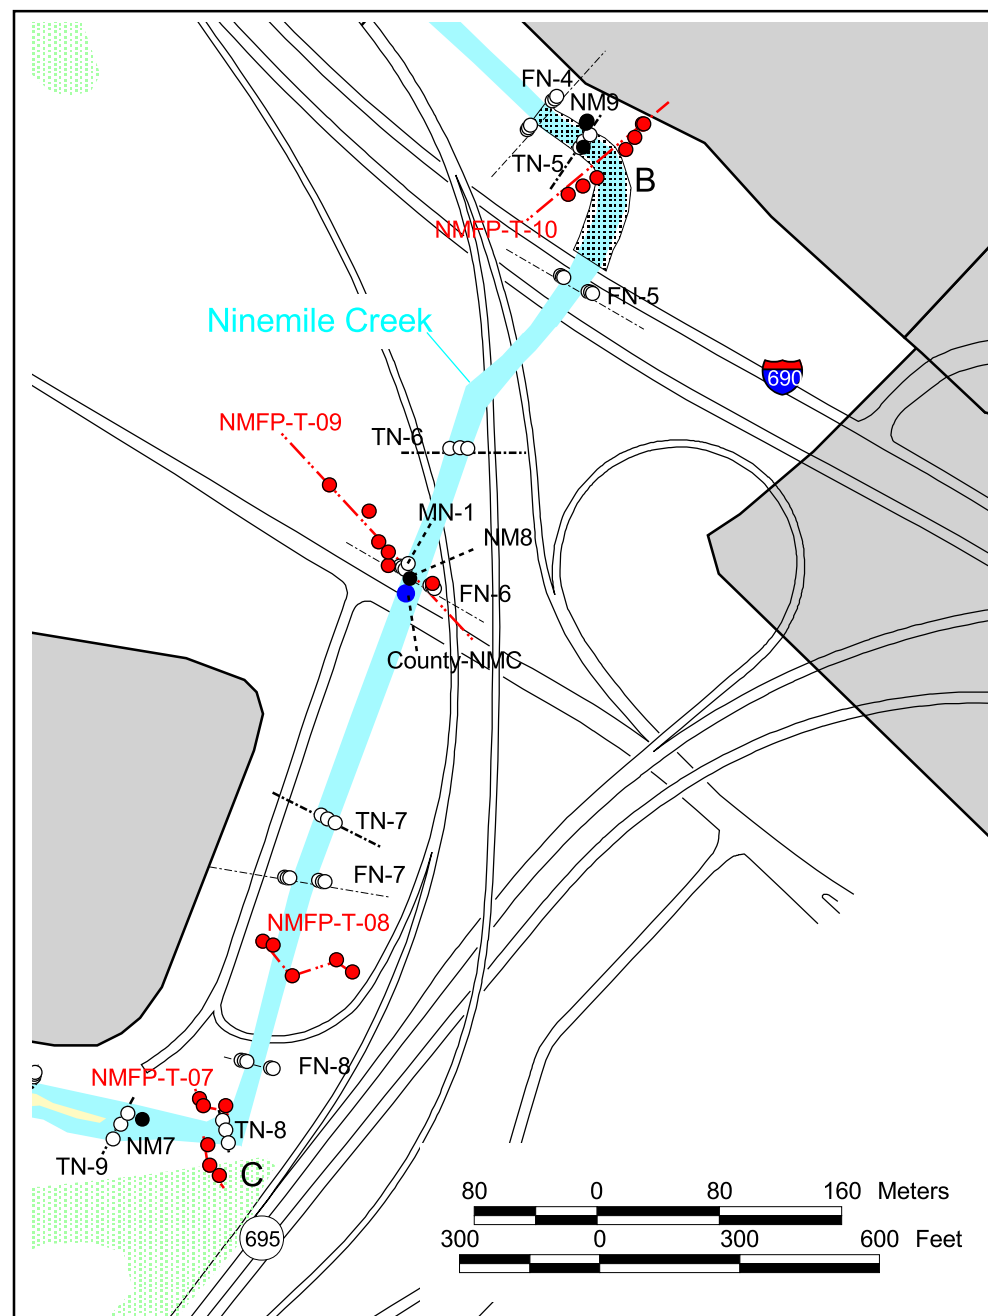 FN-4
NM9
TN-5
B
NMFP-T-10
FN-5
Ninemile Creek
690
NMFP-T-09
TN-6
MN-1
NM8
FN-6
County-NMC
TN-7
FN-7
NMFP-T-08
FN-8
NMFP-T-07
TN-8
NM7
TN-9
C
695
80 0 80 160 Meters
300 0 300 600 Feet